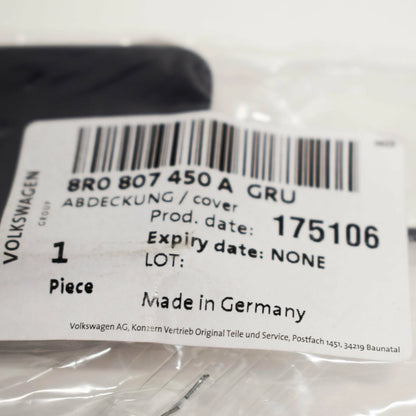 VOLKSWAGEN
GROUP
8R0 807 450 A GRU
ABDECKUNG / cover
Prod. date: 175106
Expiry date: NONE
LOT:
1
Piece
Made in Germany
Volkswagen AG, Konzern Vertrieb Original Teile und Service, Postfach 1451, 34219 Baunatal